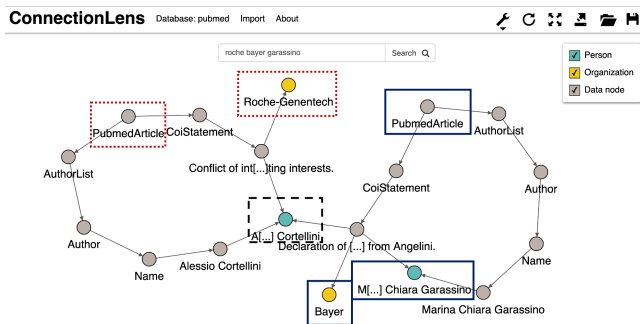 ConnectionLens Database: pubmed Import About
roche bayer garassino Search
Person
Organization
Data node
Roche-Genentech
PubmedArticle
CoiStatement
PubmedArticle
AuthorList
Conflict of int[...]ting interests.
AuthorList
CoiStatement
Author
A[...] Cortellini
Declaration of [...] from Angelini.
Author
Alessio Cortellini
Name
Name
M[...] Chiara Garassino
Bayer
Marina Chiara Garassino